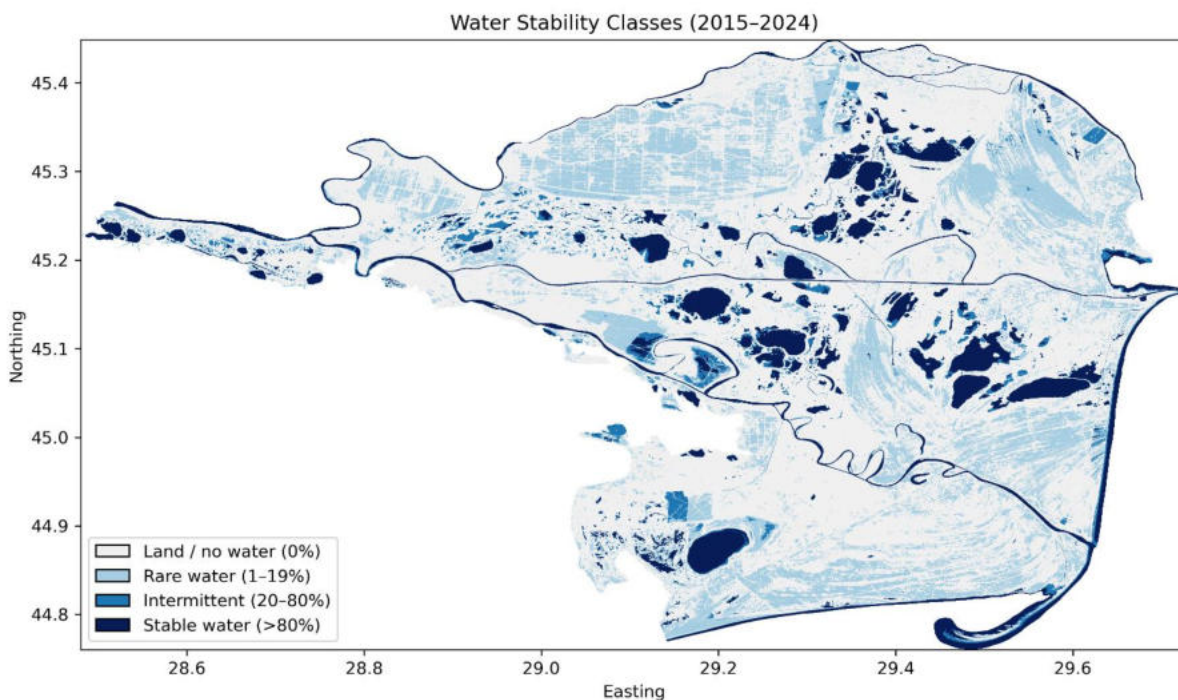 Water Stability Classes (2015–2024)
45.4
45.3
45.2
45.1
45.0
44.9
44.8
Northing
Land / no water (0%)
Rare water (1–19%)
Intermittent (20–80%)
Stable water (>80%)
28.6 28.8 29.0 29.2 29.4 29.6
Easting